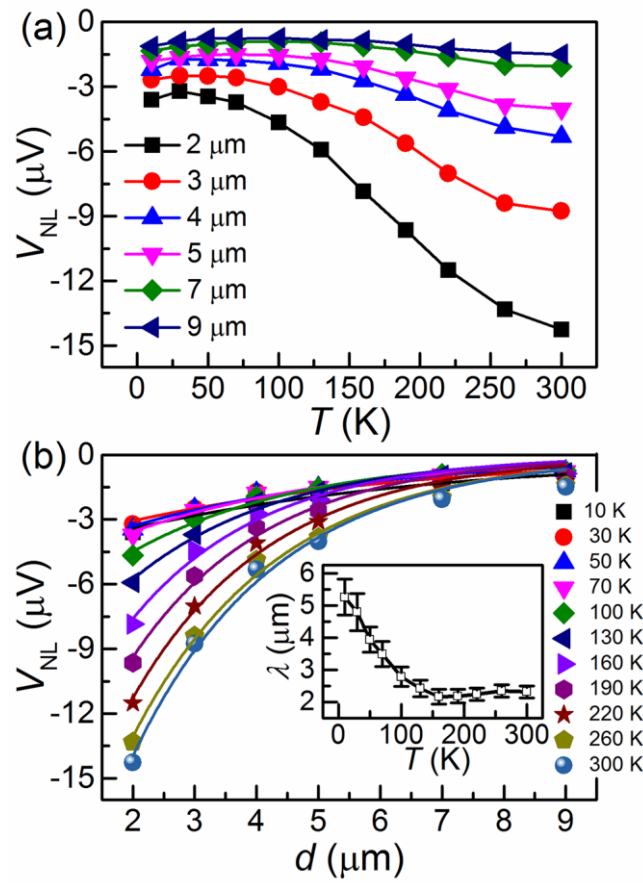 (a)
0
-3
-6
-9
-12
-15
V_NL (μV)
2 μm
3 μm
4 μm
5 μm
7 μm
9 μm
0 50 100 150 200 250 300
T (K)
(b)
0
-3
-6
-9
-12
-15
V_NL (μV)
10 K
30 K
50 K
70 K
100 K
130 K
160 K
190 K
220 K
260 K
300 K
6
5
4
3
2
λ (μm)
0 100 200 300
T (K)
2 3 4 5 6 7 8 9
d (μm)